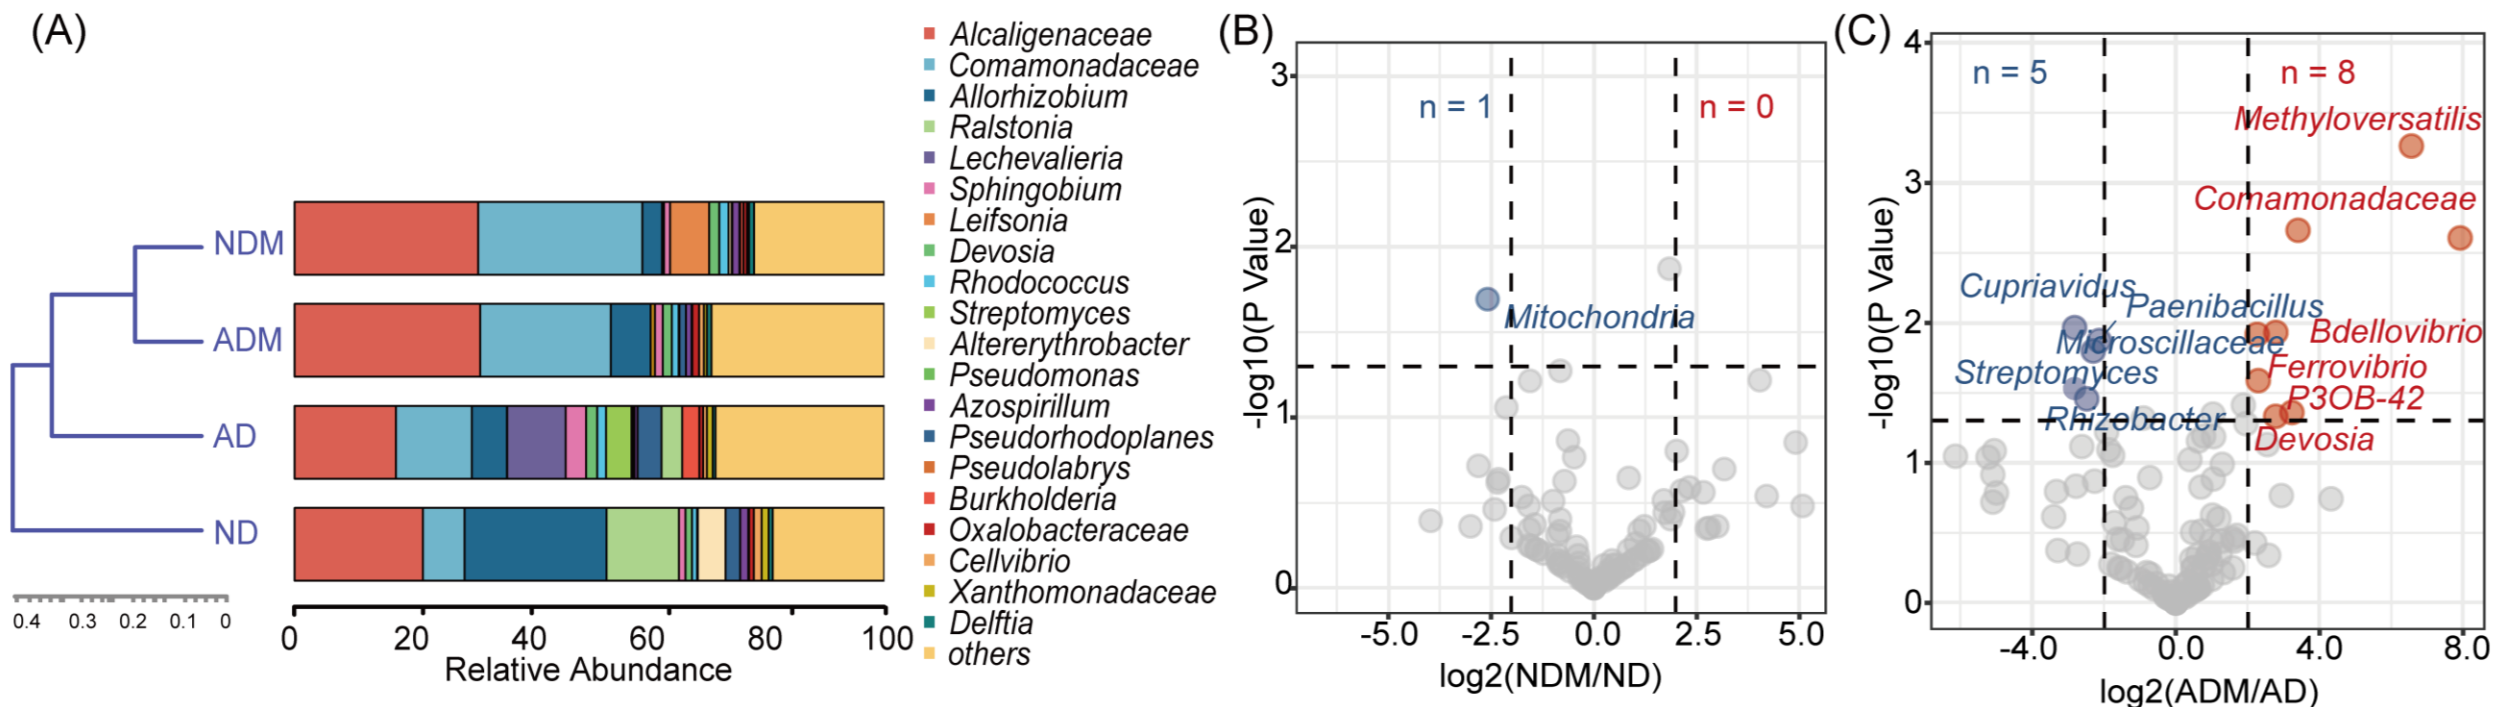 (A)
NDM
ADM
AD
ND
0.4 0.3 0.2 0.1 0
0 20 40 60 80 100
Relative Abundance
Alcaligenaceae
Comamonadaceae
Allorhizobium
Ralstonia
Lechevalieria
Sphingobium
Leifsonia
Devosia
Rhodococcus
Streptomyces
Altererythrobacter
Pseudomonas
Azospirillum
Pseudorhodoplanes
Pseudolabrys
Burkholderia
Oxalobacteraceae
Cellvibrio
Xanthomonadaceae
Delftia
others
(B)
-log10(P Value)
3
2
1
0
n = 1 n = 0
Mitochondria
-5.0 -2.5 0.0 2.5 5.0
log2(NDM/ND)
(C)
-log10(P Value)
4
3
2
1
0
n = 5 n = 8
Methyloversatilis
Comamonadaceae
Cupriavidus
Paenibacillus
Bdellovibrio
Microscillaceae
Ferrovibrio
Streptomyces
P3OB-42
Rhizobacter
Devosia
-4.0 0.0 4.0 8.0
log2(ADM/AD)